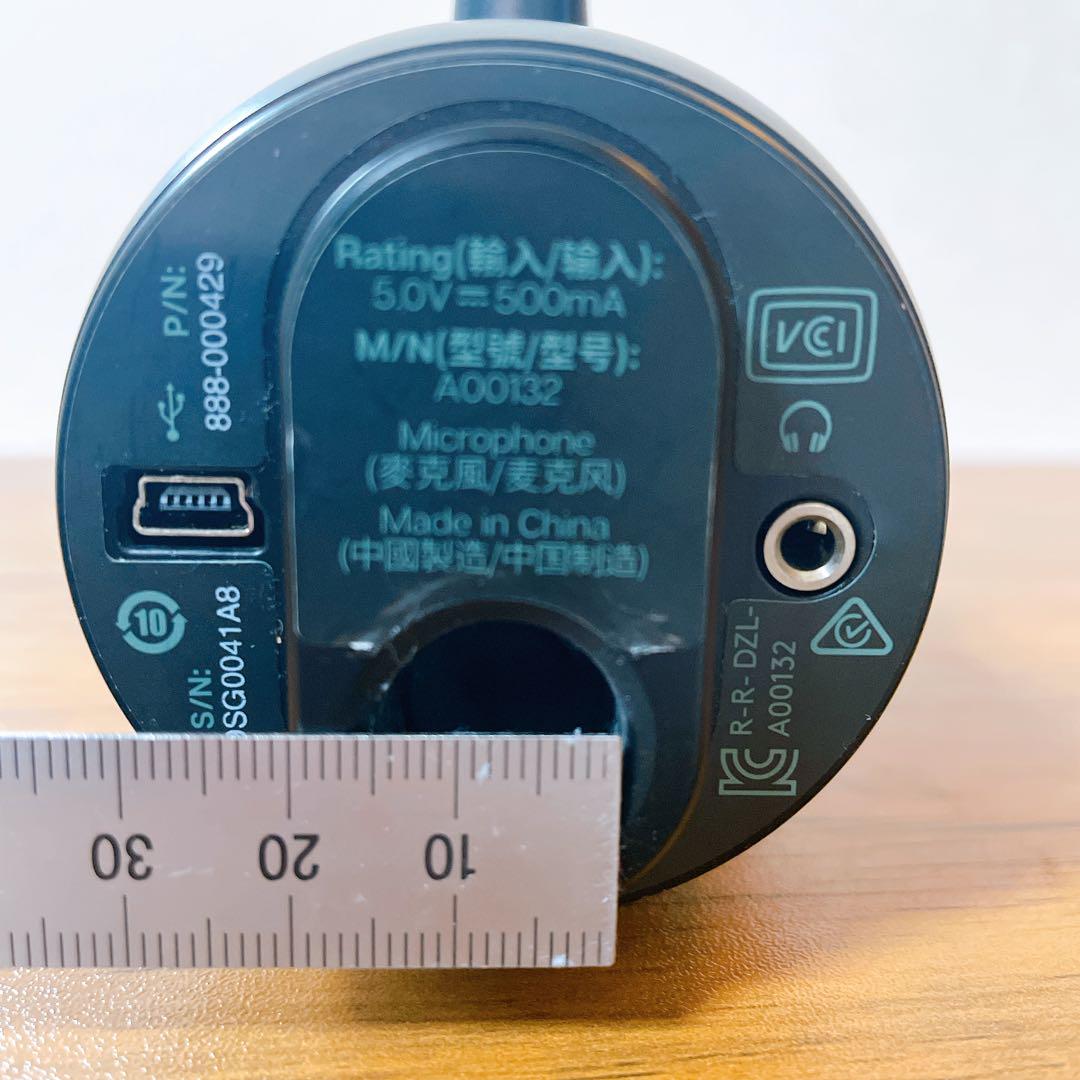 Rating(輸入/输入):
5.0V⎓500mA
M/N(型號/型号):
A00132
Microphone
(麥克風/麦克风)
Made in China
(中國製造/中国制造)
P/N:
888-000429
10
S/N:
SG0041A8
VCCI
R-R-DZL-
A00132
KC
30
20
10